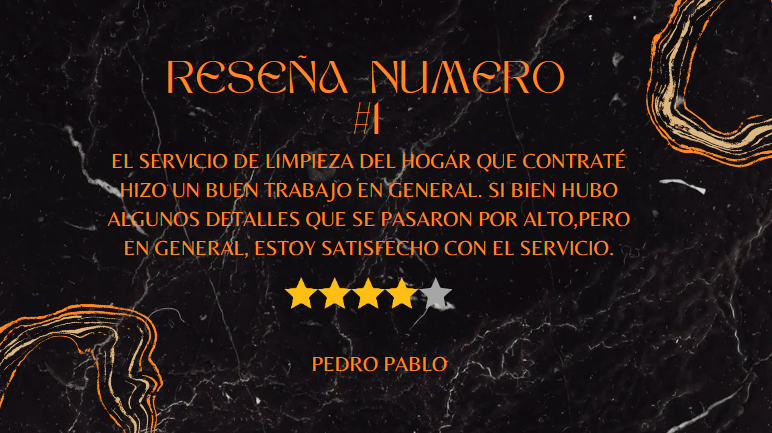 RESEÑA NUMERO
#1
EL SERVICIO DE LIMPIEZA DEL HOGAR QUE CONTRATÉ
HIZO UN BUEN TRABAJO EN GENERAL. SI BIEN HUBO
ALGUNOS DETALLES QUE SE PASARON POR ALTO,PERO
EN GENERAL, ESTOY SATISFECHO CON EL SERVICIO.
PEDRO PABLO